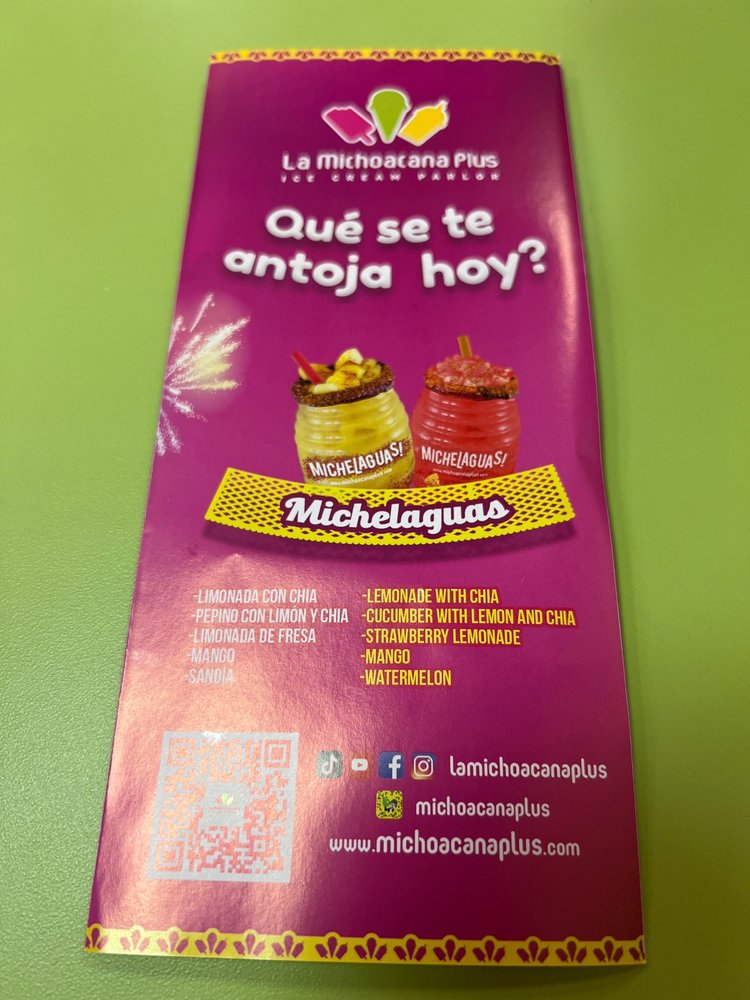 La Michoacana Plus
ICE CREAM PARLOR
Qué se te
antoja hoy?
MICHELAGUAS!
MICHELAGUAS!
Michelaguas
-LIMONADA CON CHIA
-PEPINO CON LIMÓN Y CHIA
-LIMONADA DE FRESA
-MANGO
-SANDIA
-LEMONADE WITH CHIA
-CUCUMBER WITH LEMON AND CHIA
-STRAWBERRY LEMONADE
-MANGO
-WATERMELON
lamichoacanaplus
michoacanaplus
www.michoacanaplus.com